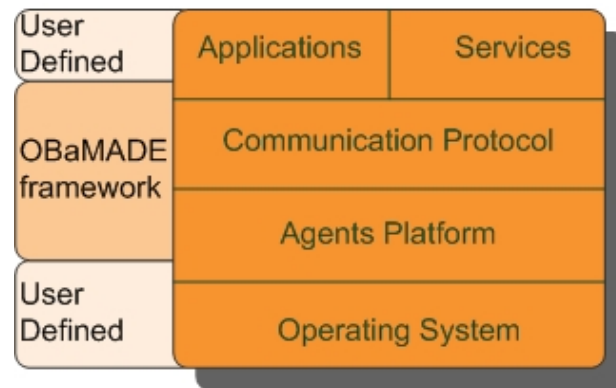 User
Defined
Applications
Services
OBaMADE
framework
Communication Protocol
Agents Platform
User
Defined
Operating System